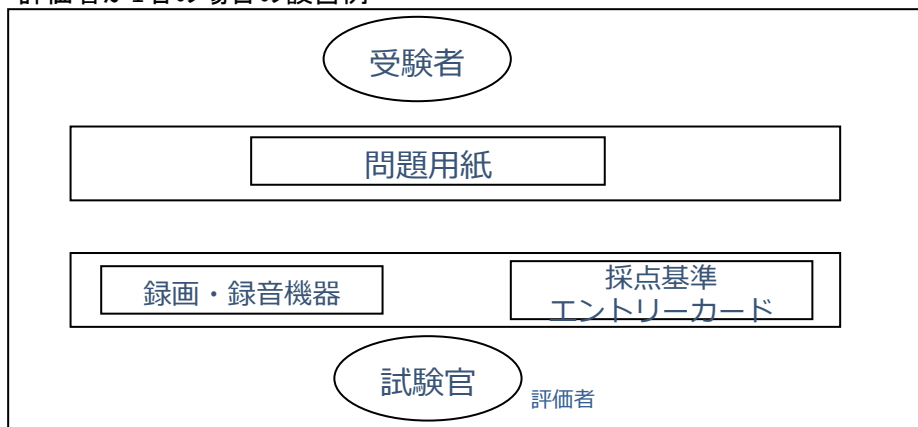 評価者が1名の場合の設営例
受験者
問題用紙
録画・録音機器
採点基準
エントリーカード
試験官
評価者